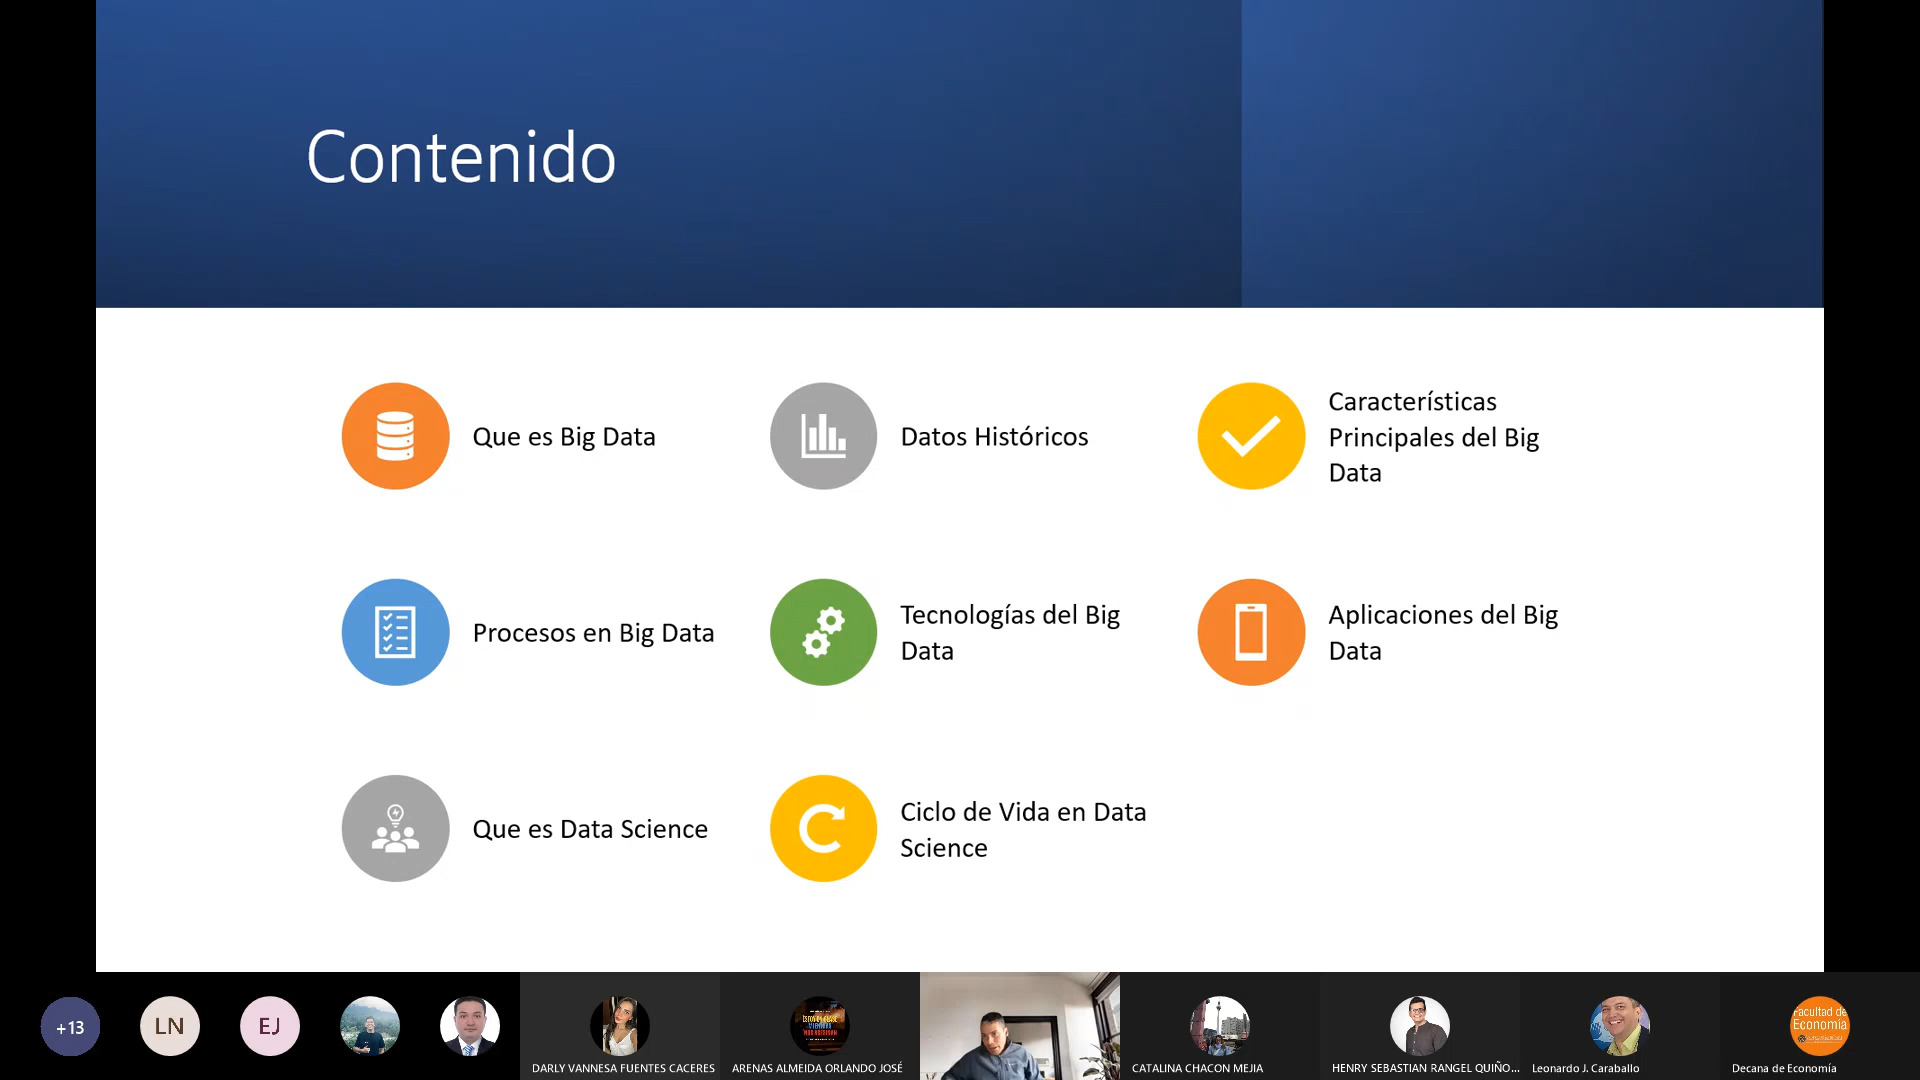 Contenido
Que es Big Data
Datos Históricos
Características
Principales del Big
Data
Procesos en Big Data
Tecnologías del Big
Data
Aplicaciones del Big
Data
Que es Data Science
Ciclo de Vida en Data
Science
+13
LN
EJ
DARLY VANNESA FUENTES CACERES
ARENAS ALMEIDA ORLANDO JOSÉ
CATALINA CHACON MEJIA
HENRY SEBASTIAN RANGEL QUIÑO...
Leonardo J. Caraballo
Facultad de
Economía
Decana de Economía